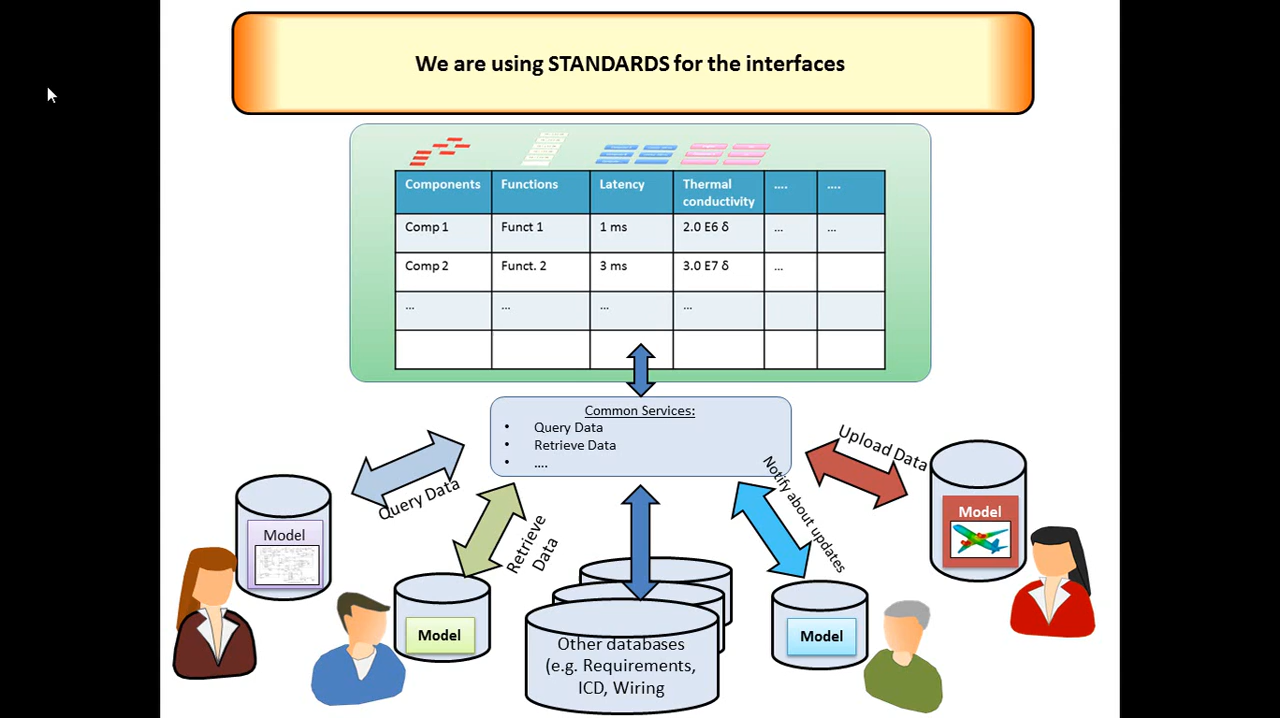 We are using STANDARDS for the interfaces
Components Functions Latency Thermal conductivity .... ....
Comp 1 Funct 1 1 ms 2.0 E6 δ ... ...
Comp 2 Funct. 2 3 ms 3.0 E7 δ ...
... ... ... ...
Common Services:
• Query Data
• Retrieve Data
• ....
Query Data
Retrieve
Data
Notify about updates
Upload Data
Model
Model
Other databases
(e.g. Requirements,
ICD, Wiring
Model
Model